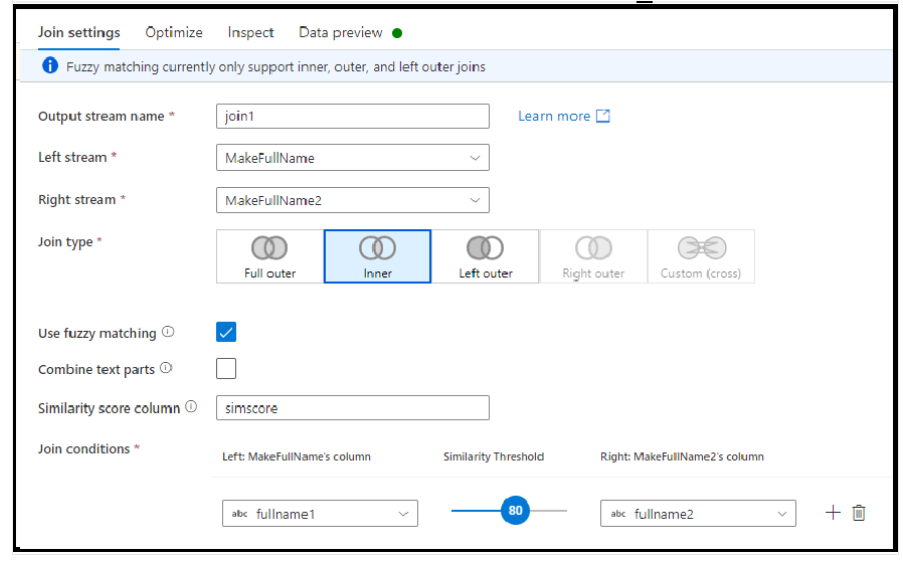 Join settings Optimize Inspect Data preview
Fuzzy matching currently only support inner, outer, and left outer joins
Output stream name * join1 Learn more
Left stream * MakeFullName
Right stream * MakeFullName2
Join type *
Full outer Inner Left outer Right outer Custom (cross)
Use fuzzy matching
Combine text parts
Similarity score column simscore
Join conditions *
Left: MakeFullName's column Similarity Threshold Right: MakeFullName2's column
abc fullname1 80 abc fullname2